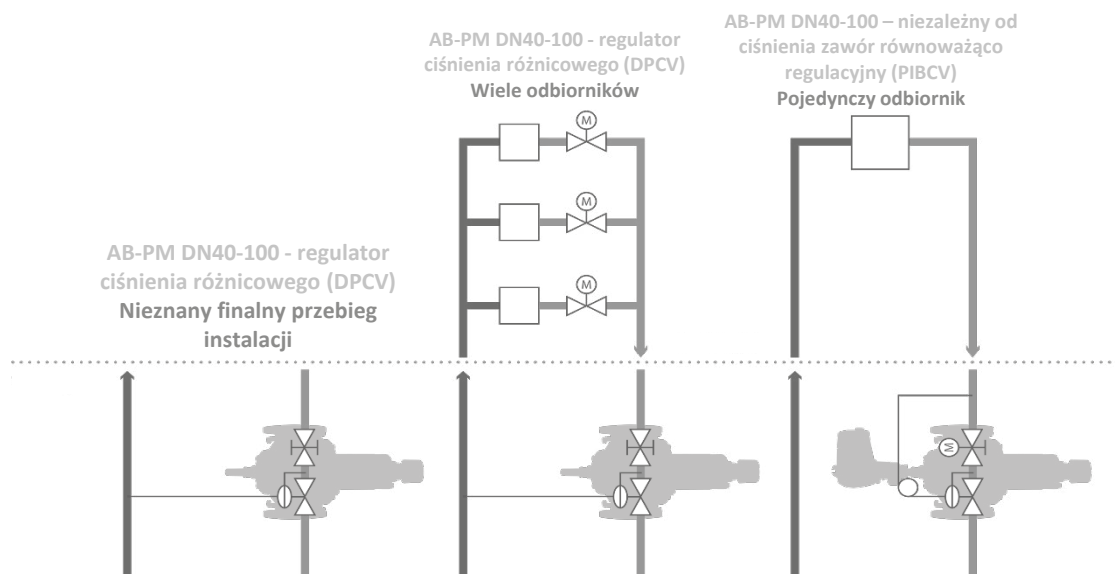 AB-PM DN40-100 - regulator
ciśnienia różnicowego (DPCV)
Nieznany finalny przebieg
instalacji
AB-PM DN40-100 - regulator
ciśnienia różnicowego (DPCV)
Wiele odbiorników
M
M
M
AB-PM DN40-100 – niezależny od
ciśnienia zawór równoważąco
regulacyjny (PIBCV)
Pojedynczy odbiornik
M